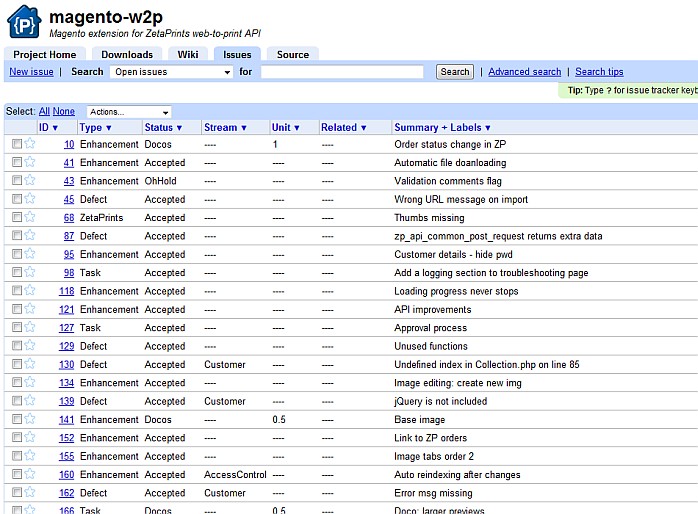 magento-w2p
Magento extension for ZetaPrints web-to-print API
Project Home Downloads Wiki Issues Source
New issue | Search Open issues for Search | Advanced search | Search tips
Tip: Type ? for issue tracker keyb
Select: All None Actions...
ID ▼ Type ▼ Status ▼ Stream ▼ Unit ▼ Related ▼ Summary + Labels ▼
10 Enhancement Docos ---- 1 ---- Order status change in ZP
41 Enhancement Accepted ---- ---- ---- Automatic file doanloading
43 Enhancement OhHold ---- ---- ---- Validation comments flag
45 Defect Accepted ---- ---- ---- Wrong URL message on import
68 ZetaPrints Accepted ---- ---- ---- Thumbs missing
87 Defect Accepted ---- ---- ---- zp_api_common_post_request returns extra data
95 Enhancement Accepted ---- ---- ---- Customer details - hide pwd
98 Task Accepted ---- ---- ---- Add a logging section to troubleshooting page
118 Enhancement Accepted ---- ---- ---- Loading progress never stops
121 Enhancement Accepted ---- ---- ---- API improvements
127 Task Accepted ---- ---- ---- Approval process
129 Defect Accepted ---- ---- ---- Unused functions
130 Defect Accepted Customer ---- ---- Undefined index in Collection.php on line 85
134 Enhancement Accepted ---- ---- ---- Image editing: create new img
139 Defect Accepted Customer ---- ---- jQuery is not included
141 Enhancement Docos ---- 0.5 ---- Base image
152 Enhancement Accepted ---- ---- ---- Link to ZP orders
155 Enhancement Accepted ---- ---- ---- Image tabs order 2
160 Enhancement Accepted AccessControl ---- ---- Auto reindexing after changes
162 Defect Accepted Customer ---- ---- Error msg missing
166 Task Docos ---- 0.5 ---- Doco: larger previews